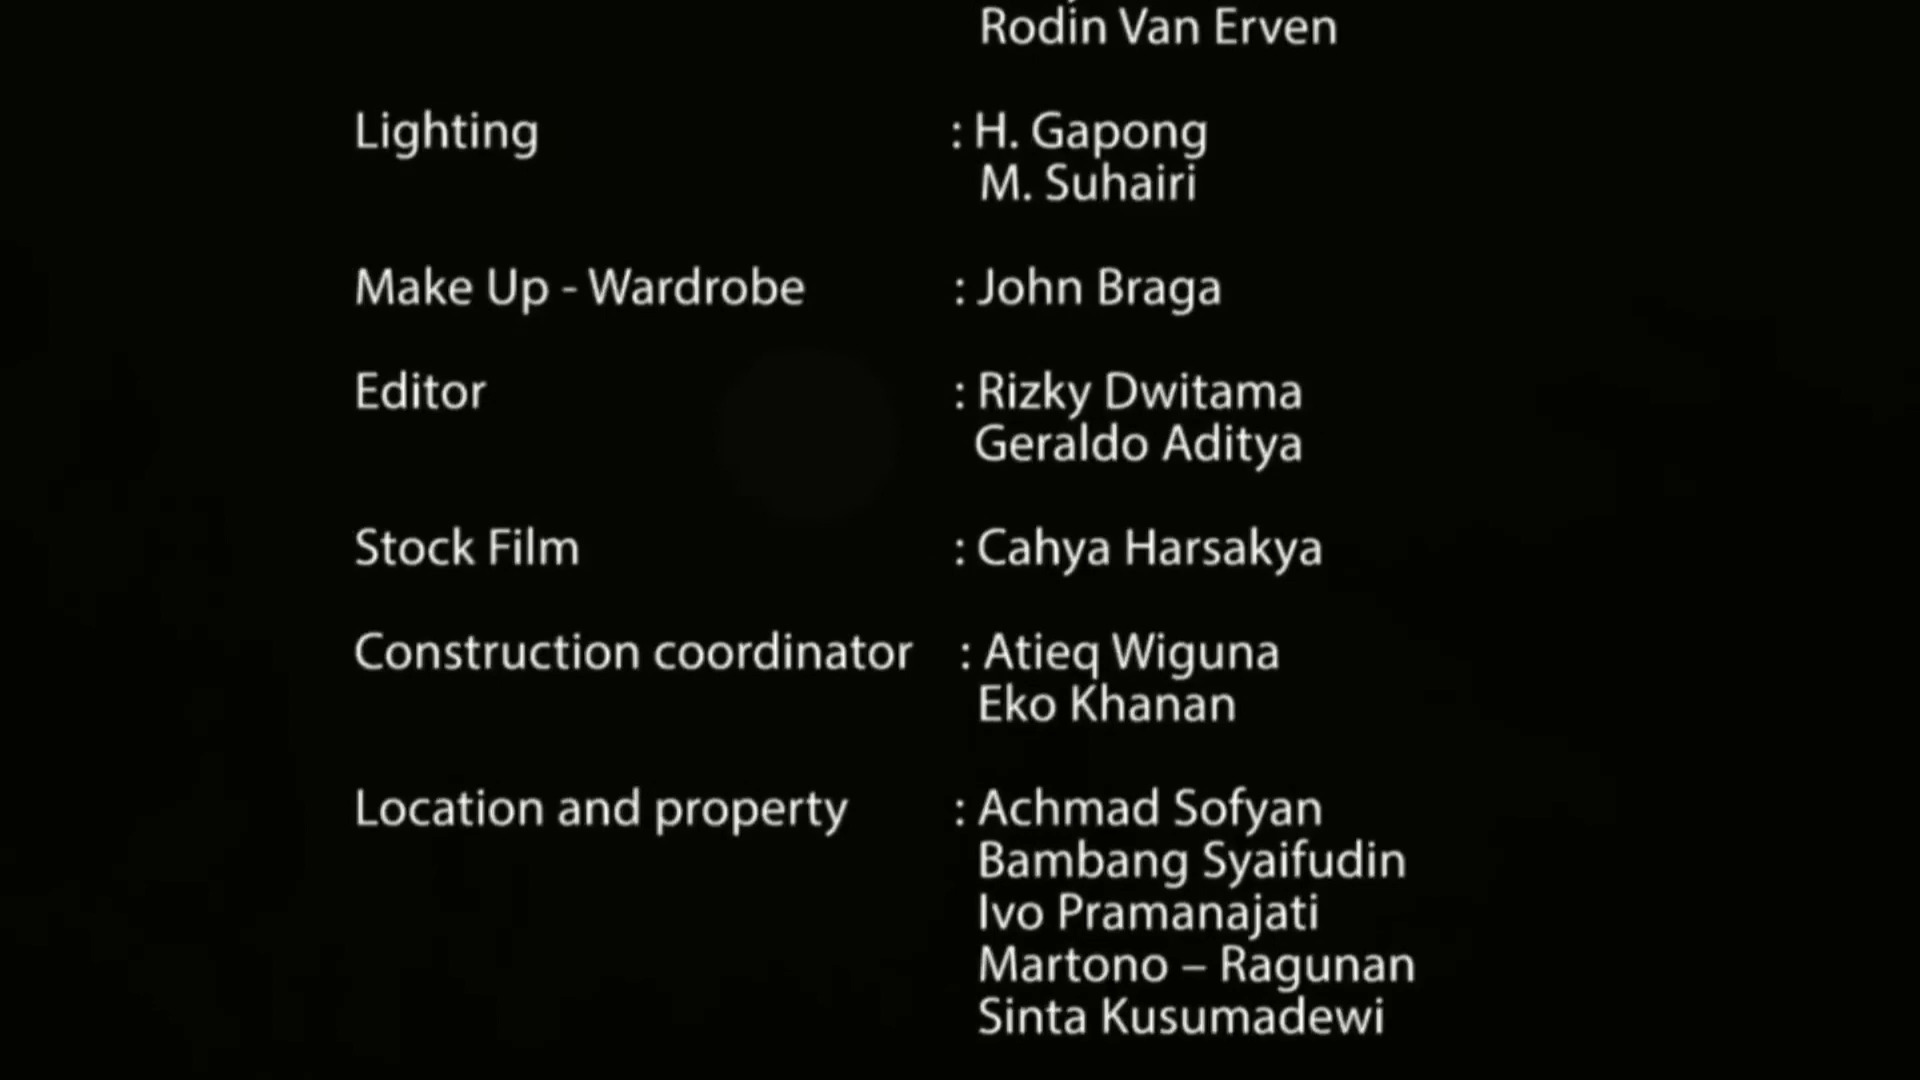 Rodin Van Erven
Lighting : H. Gapong
M. Suhairi
Make Up - Wardrobe : John Braga
Editor : Rizky Dwitama
Geraldo Aditya
Stock Film : Cahya Harsakya
Construction coordinator : Atieq Wiguna
Eko Khanan
Location and property : Achmad Sofyan
Bambang Syaifudin
Ivo Pramanajati
Martono – Ragunan
Sinta Kusumadewi